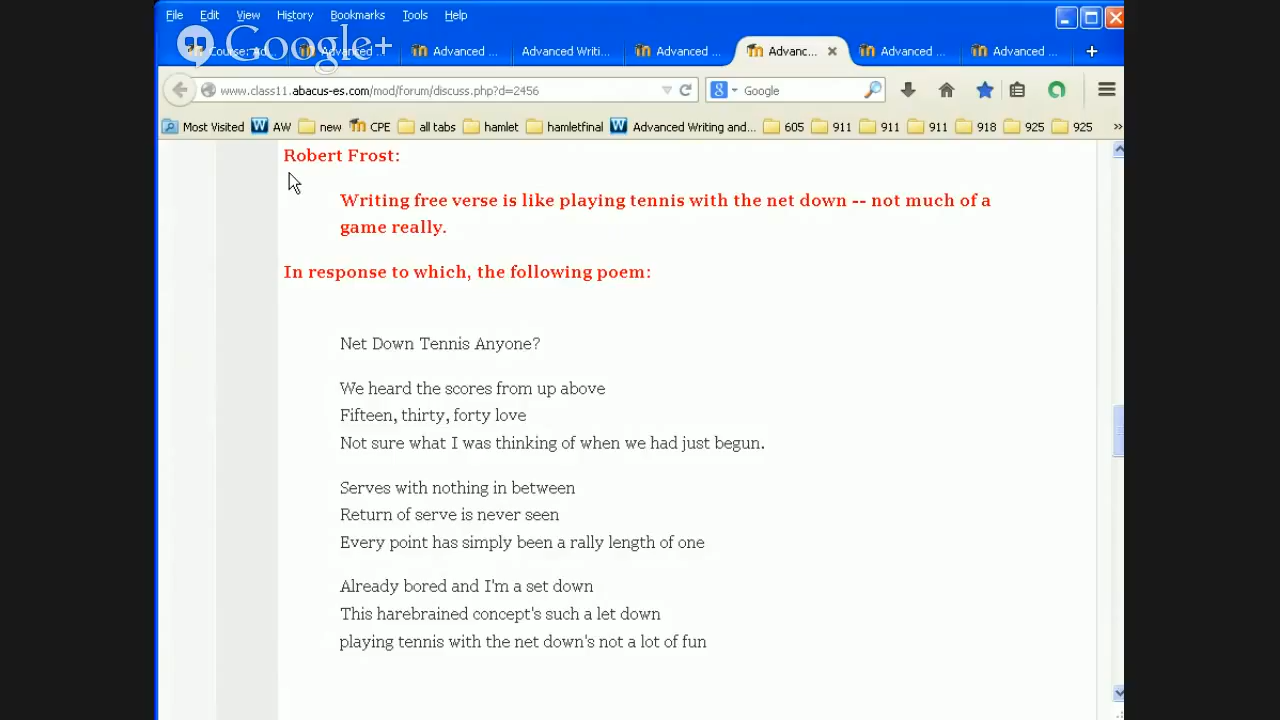 File Edit View History Bookmarks Tools Help
Google+
Course: Ad Advanced Advanced ... Advanced Writi... Advanced ... Advanc... Advanced ... Advanced ...
www.class11.abacus-es.com/mod/forum/discuss.php?d=2456 Google
Most Visited AW new CPE all tabs hamlet hamletfinal Advanced Writing and... 605 911 911 911 918 925 925 »
Robert Frost:
Writing free verse is like playing tennis with the net down -- not much of a
game really.
In response to which, the following poem:
Net Down Tennis Anyone?
We heard the scores from up above
Fifteen, thirty, forty love
Not sure what I was thinking of when we had just begun.
Serves with nothing in between
Return of serve is never seen
Every point has simply been a rally length of one
Already bored and I'm a set down
This harebrained concept's such a let down
playing tennis with the net down's not a lot of fun